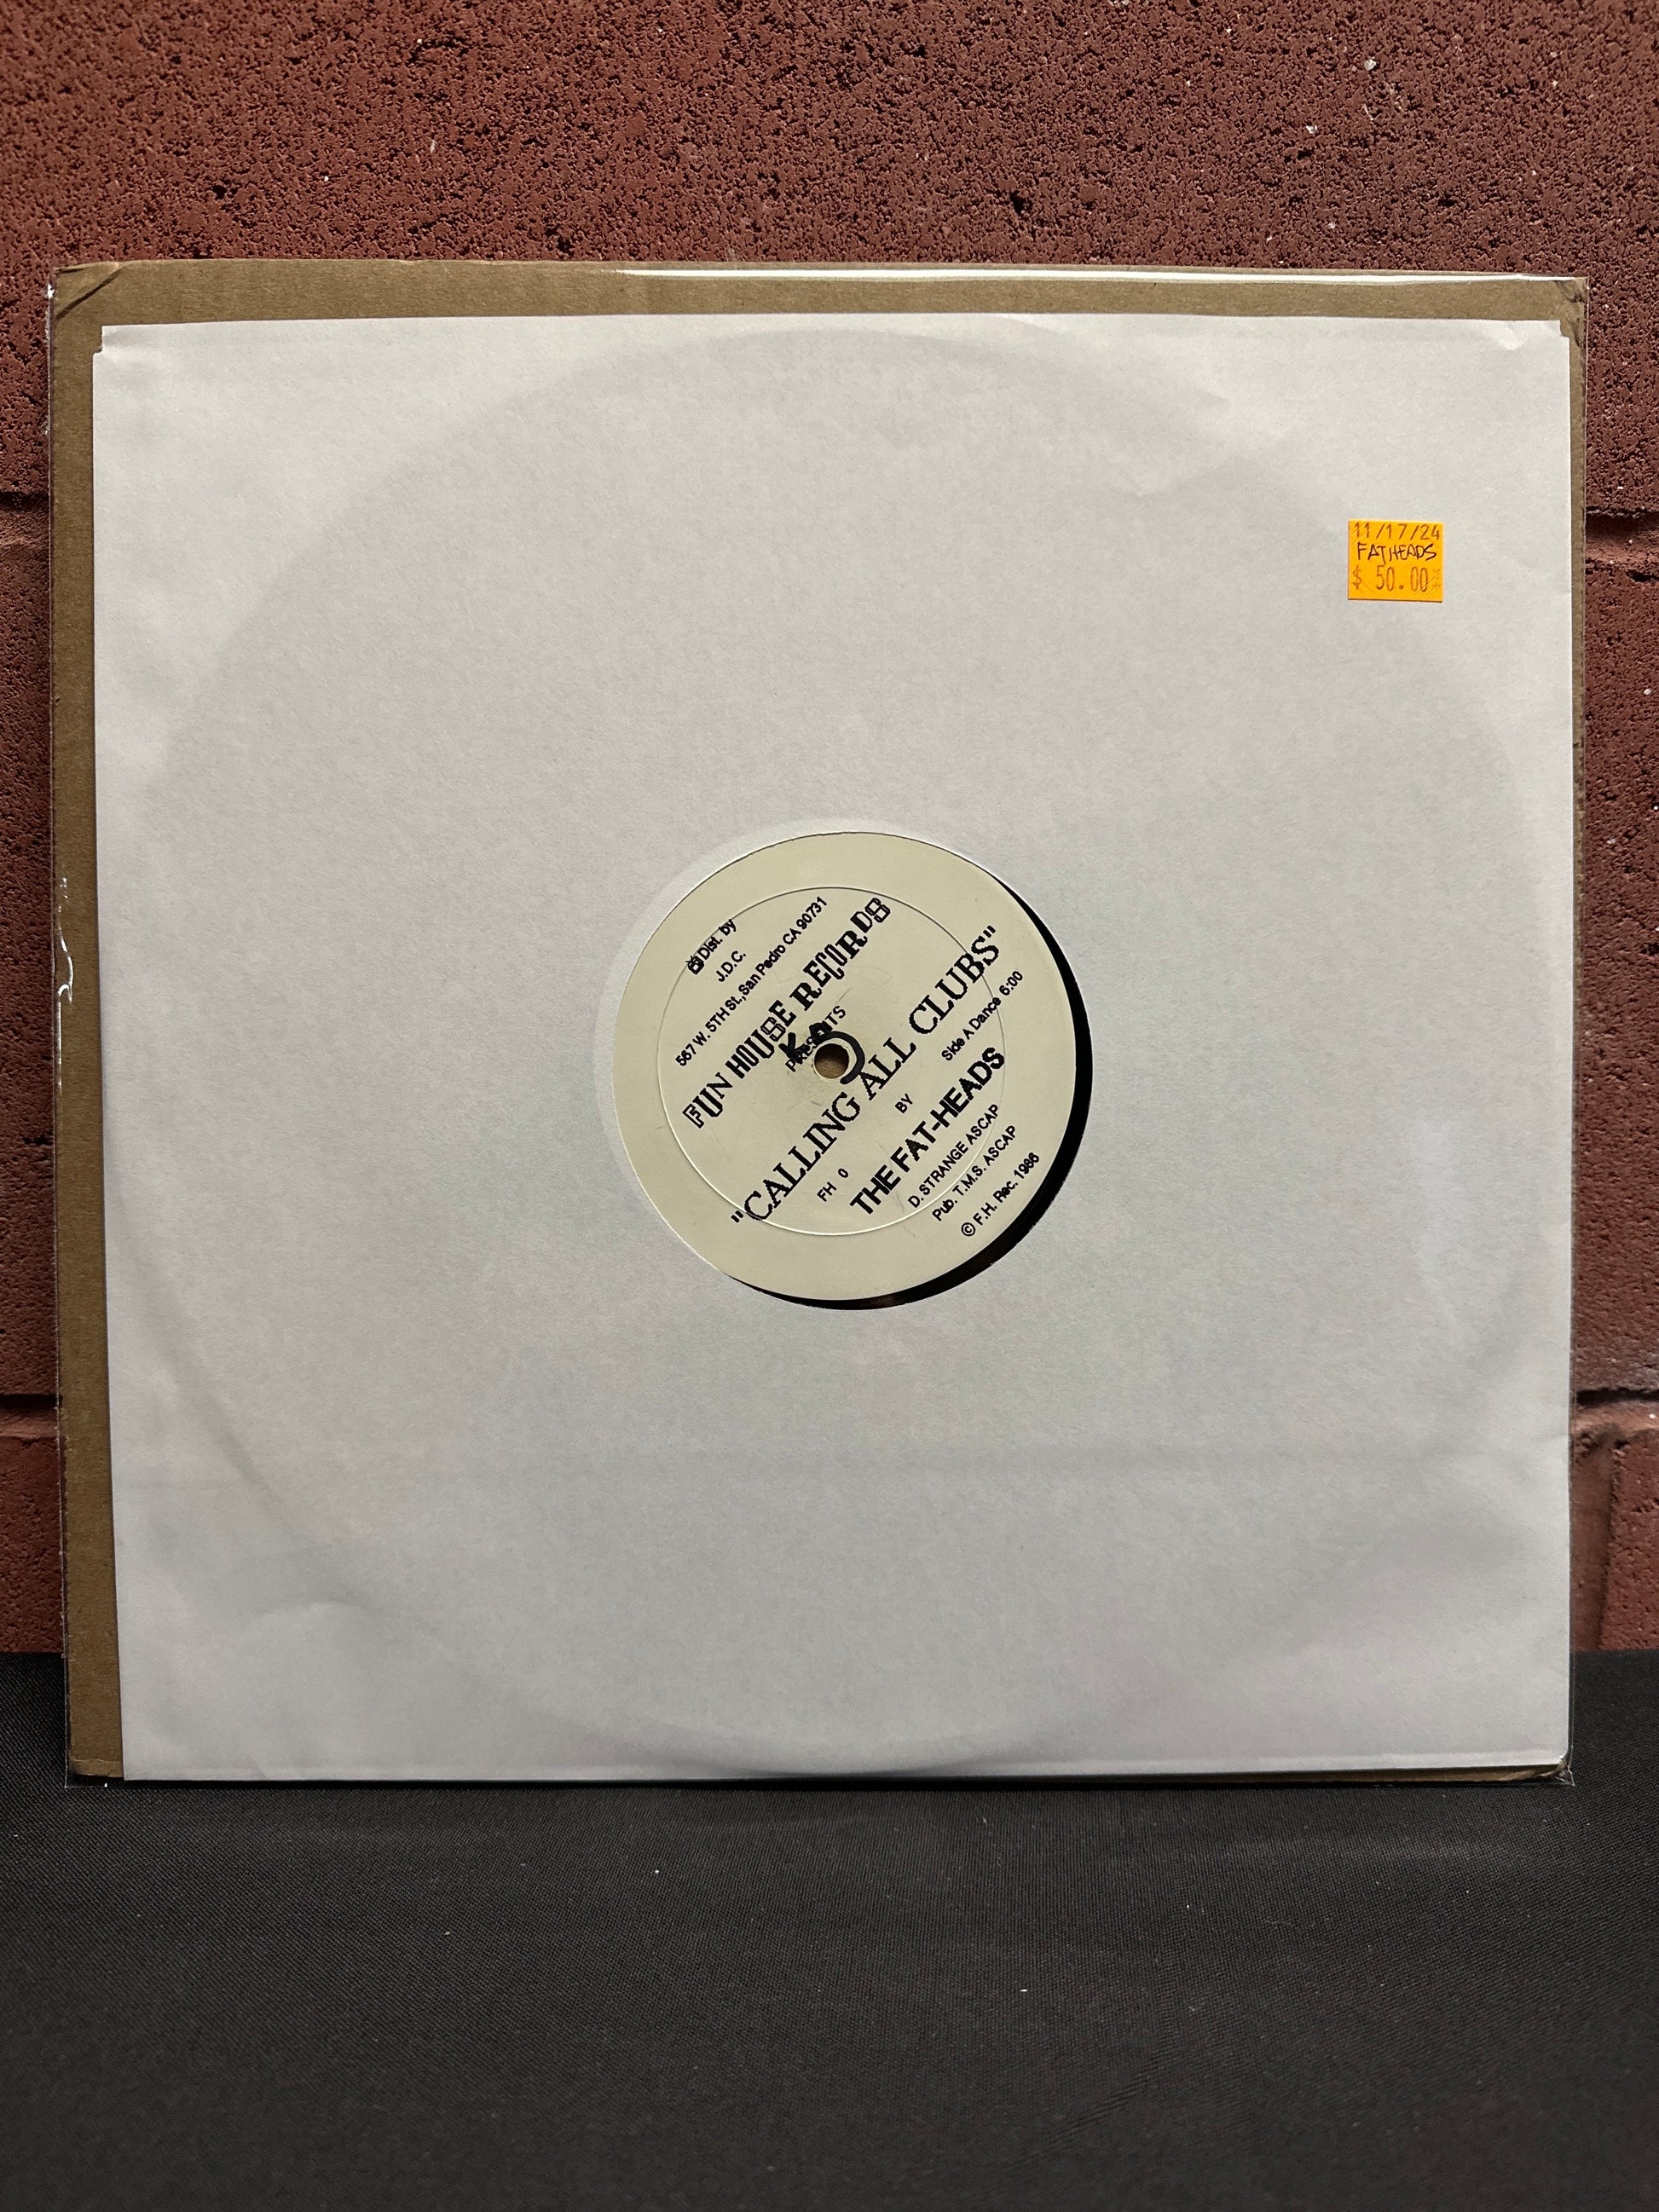 11/17/24
FATHEADS
$ 50.00
Dist. by
J.D.C.
567 W. 5TH St., San Pedro CA 90731
FUN HOUSE RECORDS
PRESENTS
"CALLING ALL CLUBS"
Side A Dance 6:00
FH 0
BY
THE FAT-HEADS
D. STRANGE ASCAP
Pub. T.M.S. ASCAP
© F.H. Rec. 1986